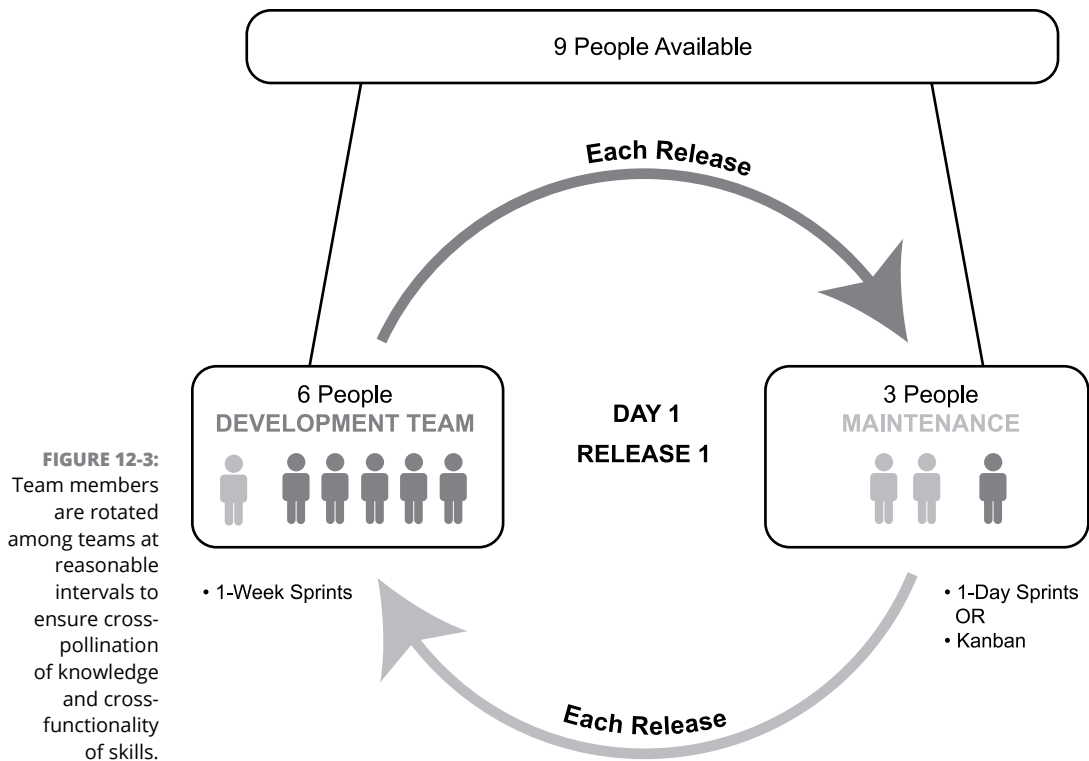 9 People Available
Each Release
6 People
DEVELOPMENT TEAM
DAY 1
RELEASE 1
3 People
MAINTENANCE
FIGURE 12-3:
Team members
are rotated
among teams at
reasonable
intervals to
ensure cross-
pollination
of knowledge
and cross-
functionality
of skills.
• 1-Week Sprints
• 1-Day Sprints
OR
• Kanban
Each Release